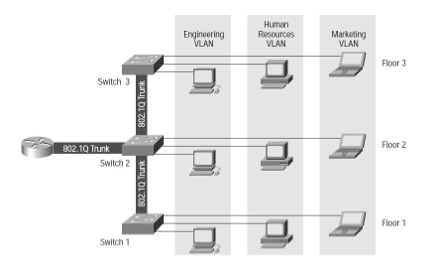 Engineering
VLAN
Human
Resources
VLAN
Marketing
VLAN
Floor 3
Switch 3
802.1Q Trunk
802.1Q Trunk
Floor 2
Switch 2
802.1Q Trunk
Floor 1
Switch 1